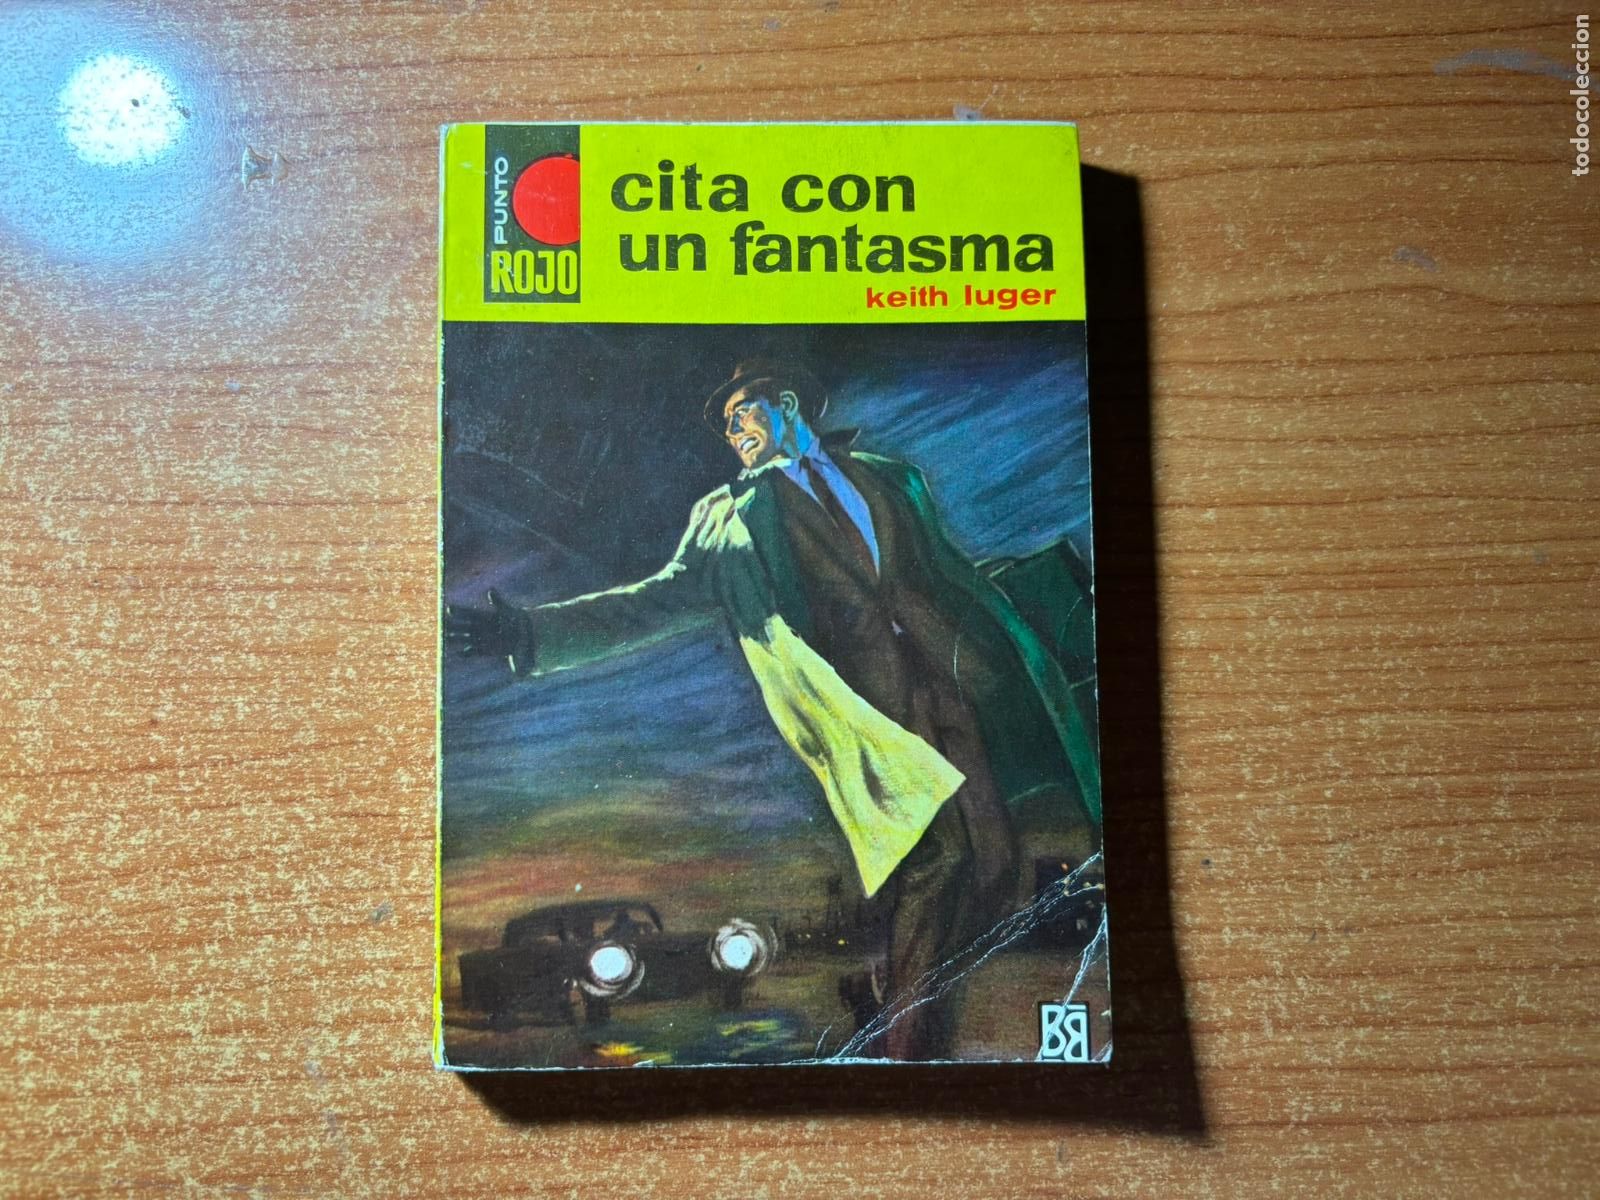 PUNTO
ROJO
cita con
un fantasma
keith luger
B
todocoleccion